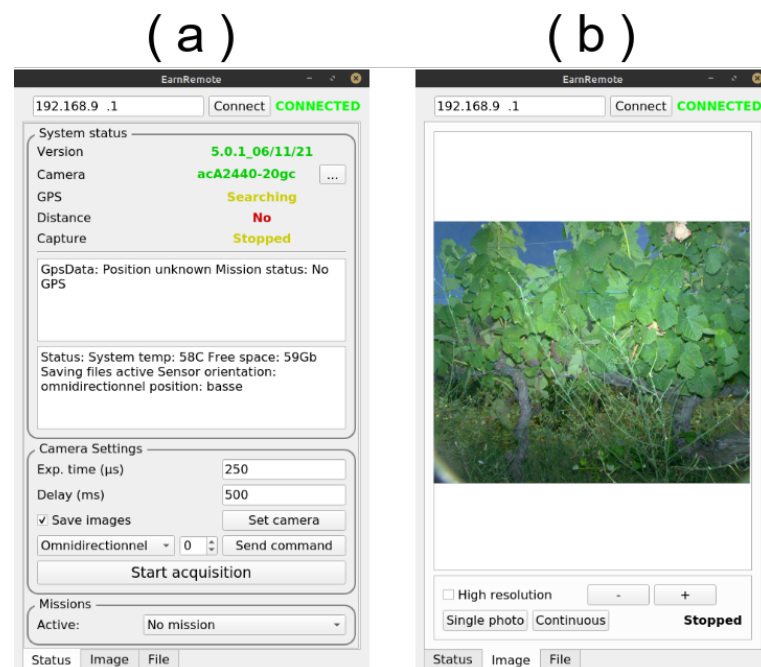 ( a )
EarnRemote
192.168.9 .1 Connect CONNECTED
System status
Version 5.0.1_06/11/21
Camera acA2440-20gc ...
GPS Searching
Distance No
Capture Stopped
GpsData: Position unknown Mission status: No
GPS
Status: System temp: 58C Free space: 59Gb
Saving files active Sensor orientation:
omnidirectionnel position: basse
Camera Settings
Exp. time (µs) 250
Delay (ms) 500
Save images Set camera
Omnidirectionnel 0 Send command
Start acquisition
Missions
Active: No mission
Status Image File
( b )
EarnRemote
192.168.9 .1 Connect CONNECTED
High resolution - +
Single photo Continuous Stopped
Status Image File